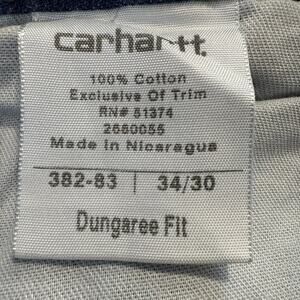 carhartt
100% Cotton
Exclusive Of Trim
RN# 51374
2660055
Made In Nicaragua
382-83 | 34/30
Dungaree Fit